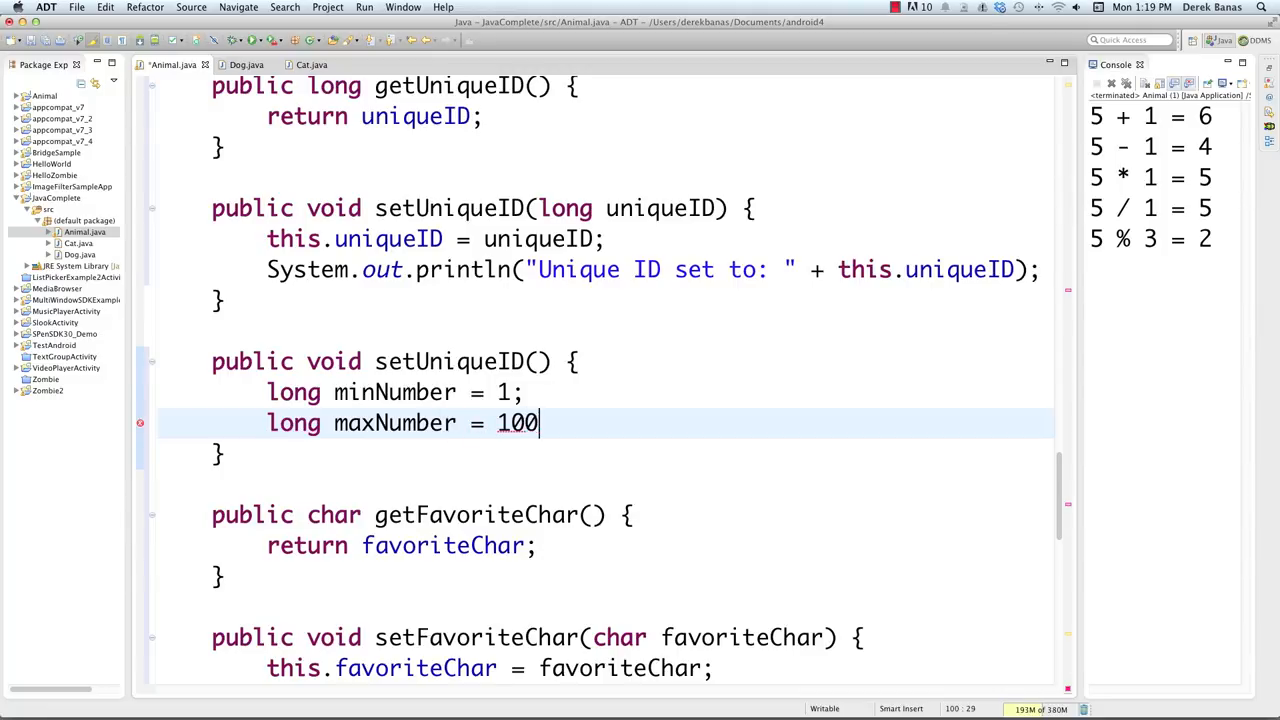 ADT File Edit Refactor Source Navigate Search Project Run Window Help 10 Mon 1:19 PM Derek Banas
Java – JavaComplete/src/Animal.java – ADT – /Users/derekbanas/Documents/android4
Quick Access Java DDMS
Package Exp
*Animal.java Dog.java Cat.java
Console
<terminated> Animal (1) [Java Application] /S
Animal
appcompat_v7
appcompat_v7_2
appcompat_v7_3
appcompat_v7_4
BridgeSample
HelloWorld
HelloZombie
ImageFilterSampleApp
JavaComplete
src
(default package)
Animal.java
Cat.java
Dog.java
JRE System Library [Ja
ListPickerExample2Activi
MediaBrowser
MultiWindowSDKExample
MusicPlayerActivity
SlookActivity
SPenSDK30_Demo
TestAndroid
TextGroupActivity
VideoPlayerActivity
Zombie
Zombie2
public long getUniqueID() {
return uniqueID;
}
public void setUniqueID(long uniqueID) {
this.uniqueID = uniqueID;
System.out.println("Unique ID set to: " + this.uniqueID);
}
public void setUniqueID() {
long minNumber = 1;
long maxNumber = 100
}
public char getFavoriteChar() {
return favoriteChar;
}
public void setFavoriteChar(char favoriteChar) {
this.favoriteChar = favoriteChar;
5 + 1 = 6
5 - 1 = 4
5 * 1 = 5
5 / 1 = 5
5 % 3 = 2
Writable Smart Insert 100 : 29 193M of 380M